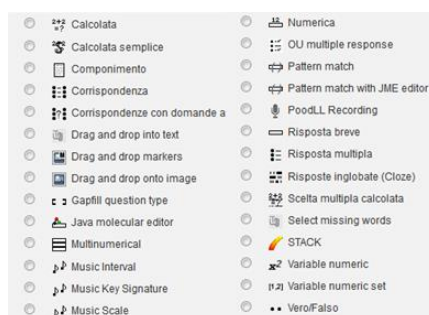 Calcolata
Calcolata semplice
Componimento
Corrispondenza
Corrispondenze con domande a
Drag and drop into text
Drag and drop markers
Drag and drop onto image
Gapfill question type
Java molecular editor
Multinumerical
Music Interval
Music Key Signature
Music Scale
Numerica
OU multiple response
Pattern match
Pattern match with JME editor
PoodLL Recording
Risposta breve
Risposta multipla
Risposte inglobate (Cloze)
Scelta multipla calcolata
Select missing words
STACK
Variable numeric
Variable numeric set
Vero/Falso